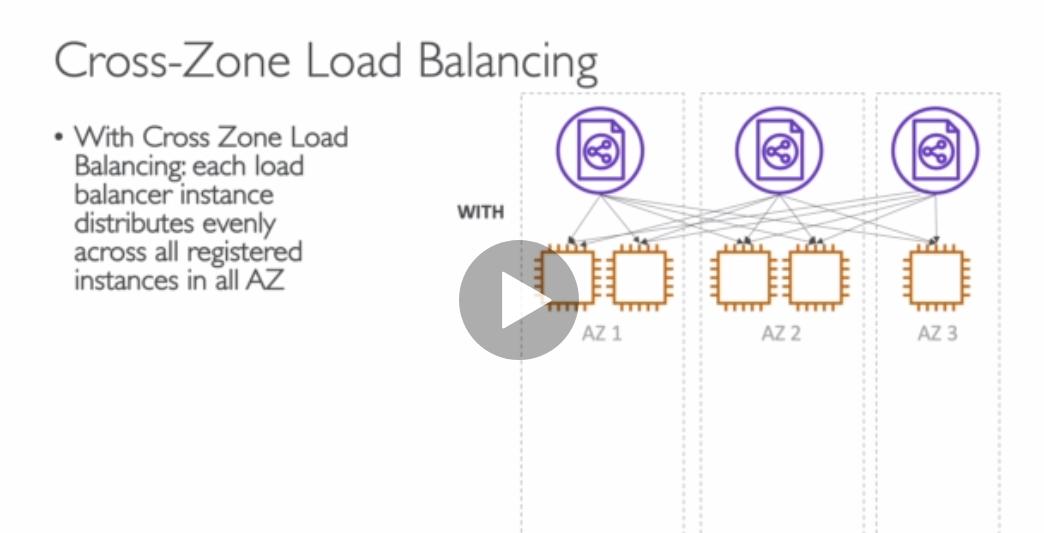 Cross-Zone Load Balancing
• With Cross Zone Load
Balancing: each load
balancer instance
distributes evenly
across all registered
instances in all AZ
WITH
AZ 1
AZ 2
AZ 3